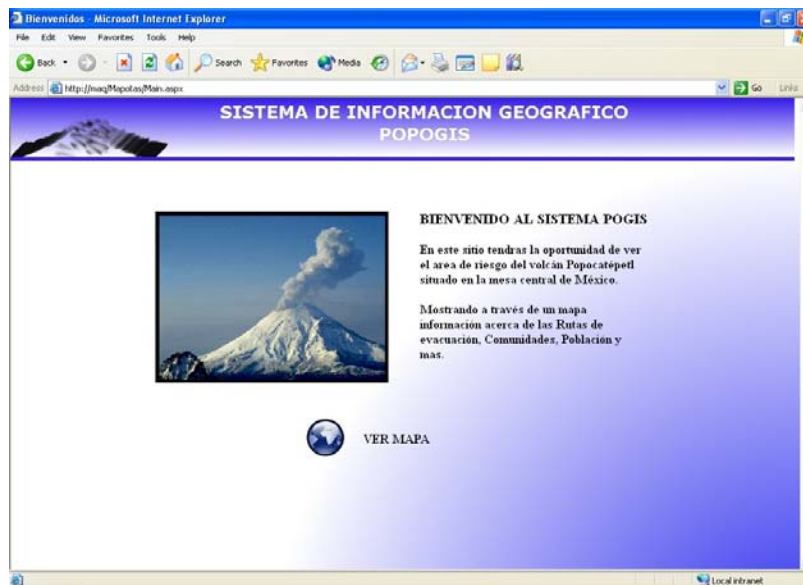 Bienvenidos - Microsoft Internet Explorer
File Edit View Favorites Tools Help
Back Search Favorites Media
Address http://maq/Mapotas/Main.aspx Go Links
SISTEMA DE INFORMACION GEOGRAFICO
POPOGIS
BIENVENIDO AL SISTEMA POGIS
En este sitio tendras la oportunidad de ver
el area de riesgo del volcán Popocatépetl
situado en la mesa central de México.
Mostrando a través de un mapa
información acerca de las Rutas de
evacuación, Comunidades, Población y
mas.
VER MAPA
Local intranet